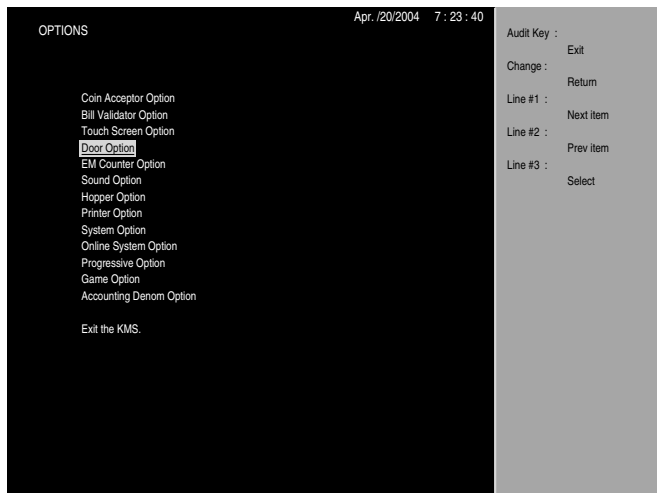 Apr. /20/2004 7 : 23 : 40
OPTIONS
Coin Acceptor Option
Bill Validator Option
Touch Screen Option
Door Option
EM Counter Option
Sound Option
Hopper Option
Printer Option
System Option
Online System Option
Progressive Option
Game Option
Accounting Denom Option
Exit the KMS.
Audit Key :
Exit
Change :
Return
Line #1 :
Next item
Line #2 :
Prev item
Line #3 :
Select